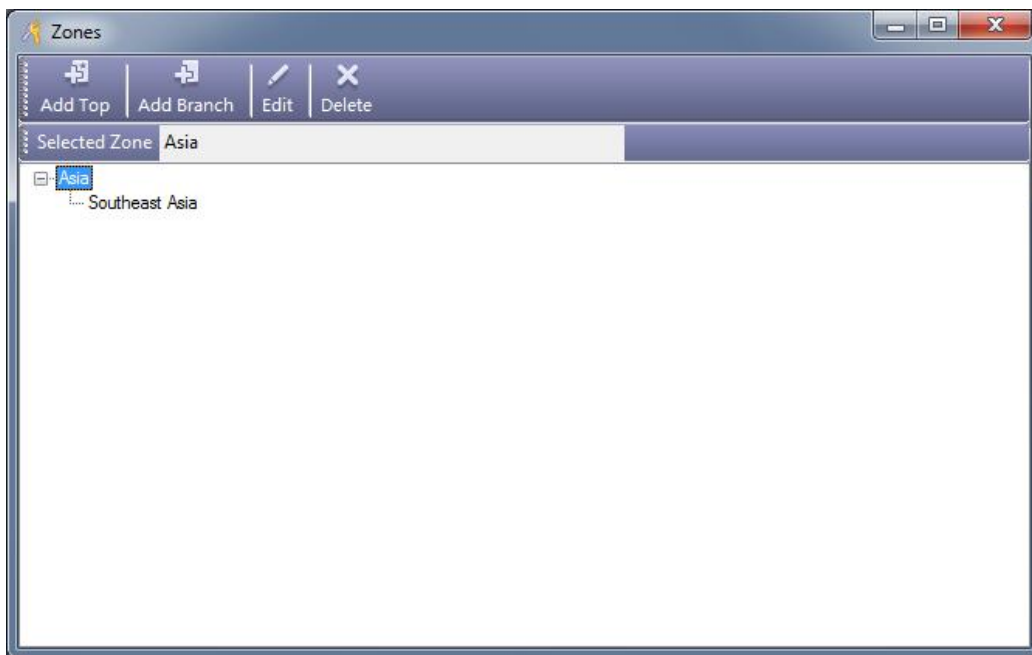 Zones
Add Top Add Branch Edit Delete
Selected Zone Asia
Asia
Southeast Asia